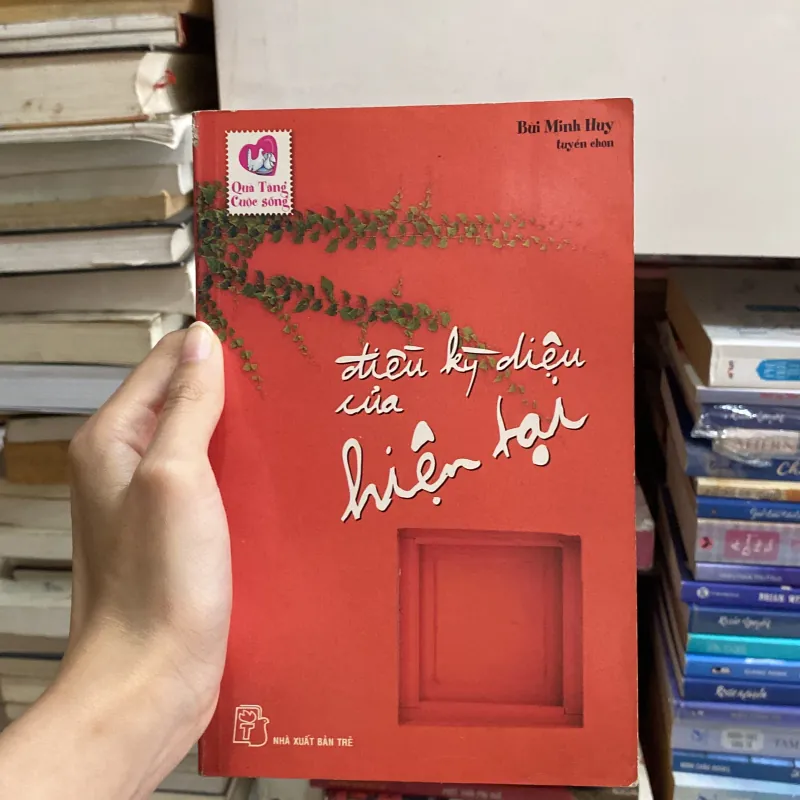 Bùi Minh Huy
tuyển chọn
Quà Tặng
Cuộc sống
điều kỳ diệu
của
hiện tại
NHÀ XUẤT BẢN TRẺ